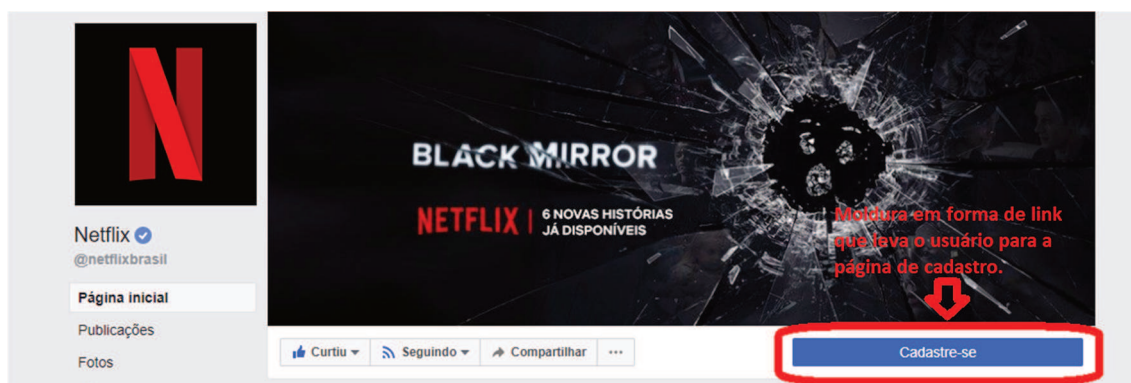 BLACK MIRROR
NETFLIX
6 NOVAS HISTÓRIAS
JÁ DISPONÍVEIS
Moldura em forma de link
que leva o usuário para a
página de cadastro.
Netflix
@netflixbrasil
Página inicial
Publicações
Fotos
Curtiu
Seguindo
Compartilhar
...
Cadastre-se